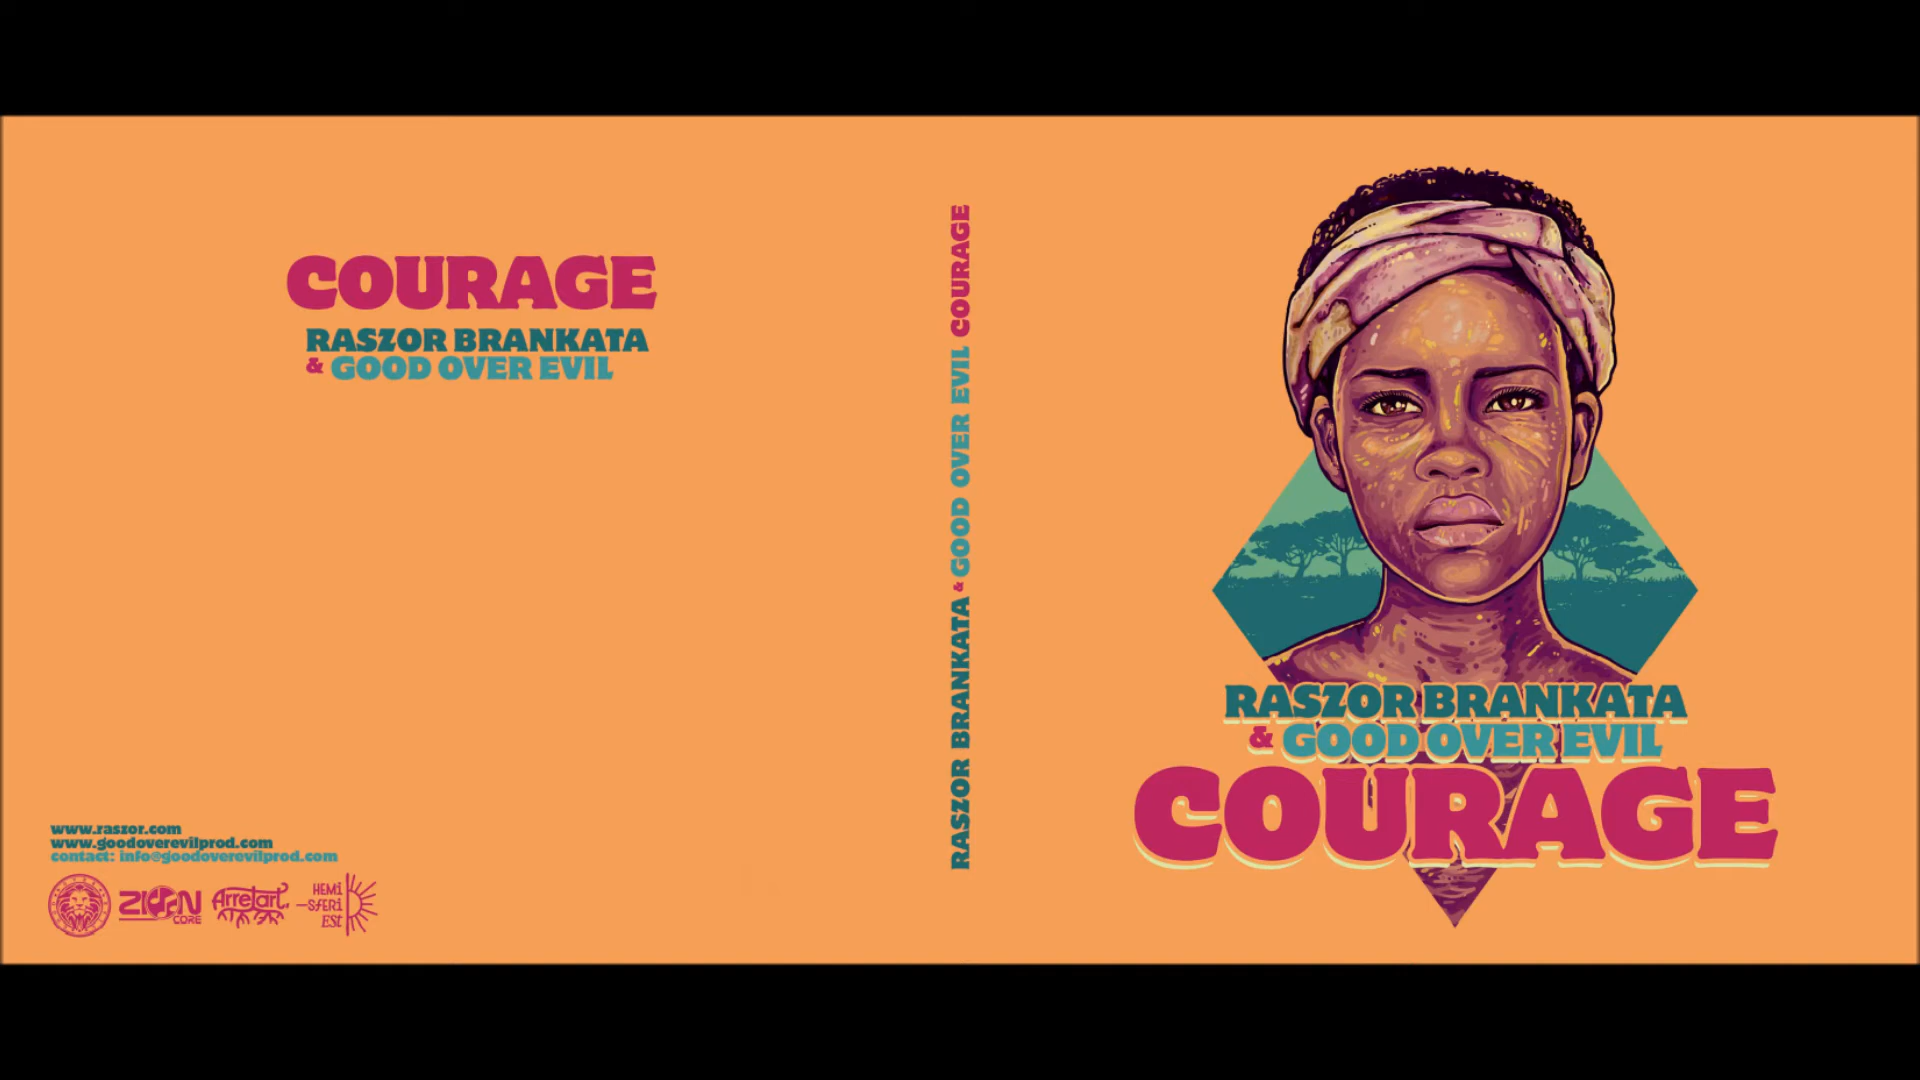 COURAGE
RASZOR BRANKATA
& GOOD OVER EVIL
www.raszor.com
www.goodoverevilprod.com
contact: info@goodoverevilprod.com
ZION
CORE
Arretart
HEMI
SFERI
EST
RASZOR BRANKATA & GOOD OVER EVIL COURAGE
RASZOR BRANKATA
& GOOD OVER EVIL
COURAGE